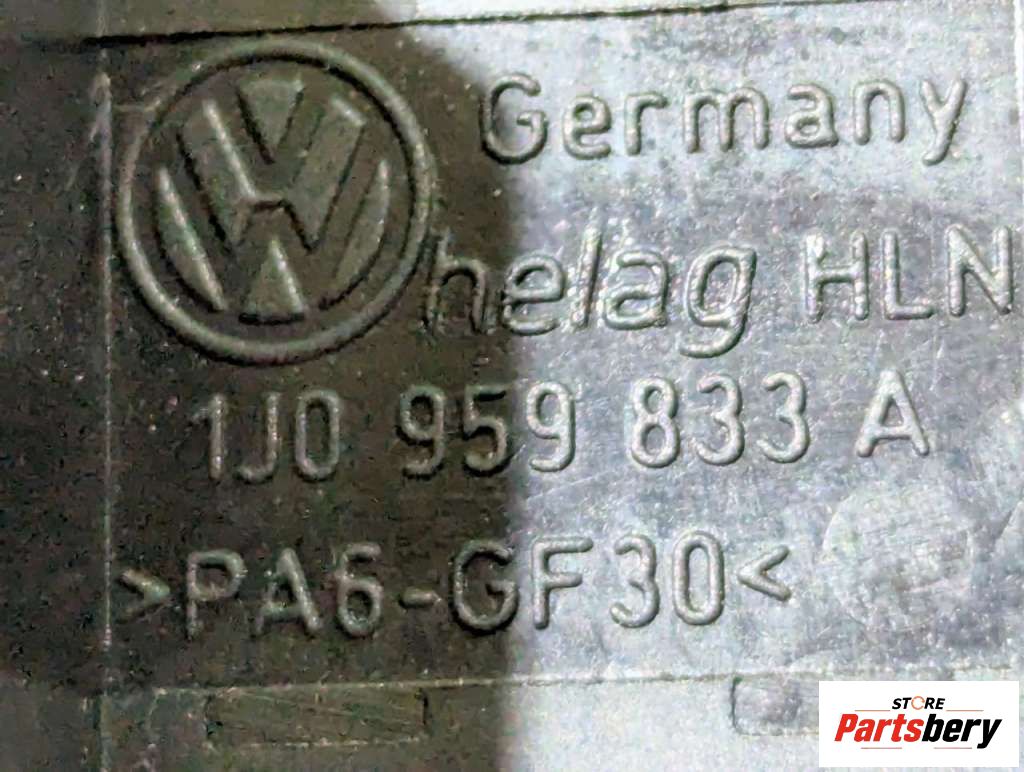 Germany
helag HLN
1J0 959 833 A
>PA6-GF30<
STORE
Partsbery